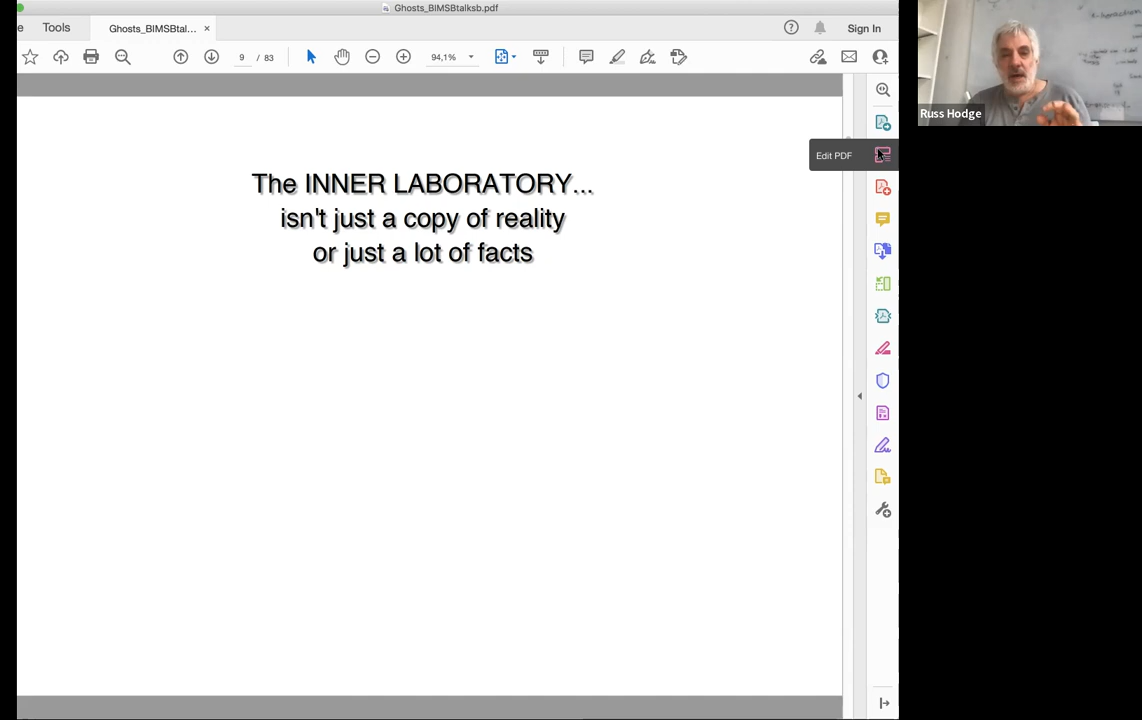 Ghosts_BIMSBtalksb.pdf
e Tools Ghosts_BIMSBtal... × Sign In
9 / 83 94,1%
Russ Hodge
Edit PDF
The INNER LABORATORY...
isn't just a copy of reality
or just a lot of facts